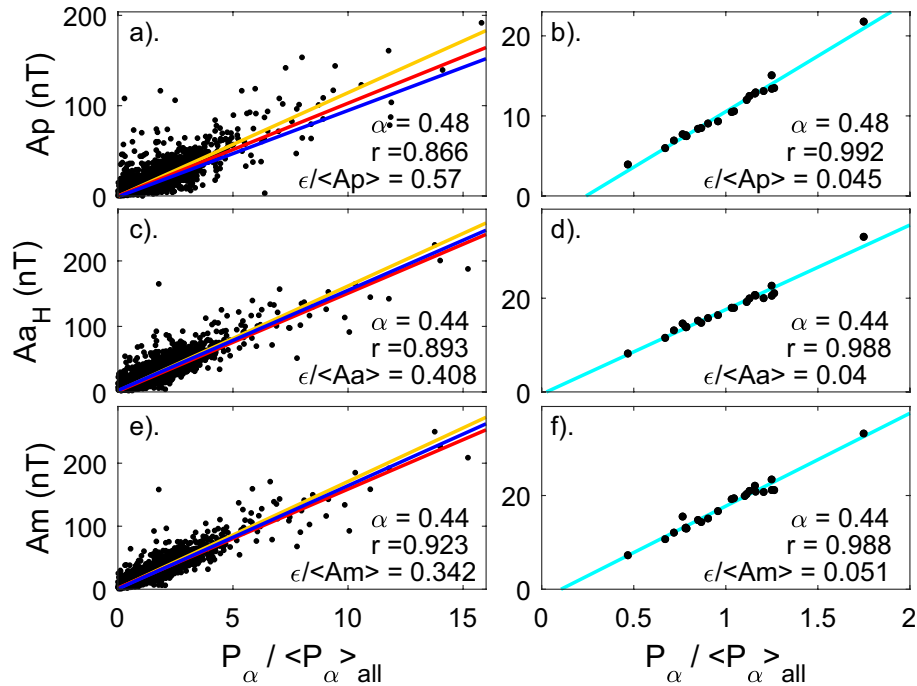 a).
Ap (nT)
200
100
0
α = 0.48
r =0.866
ϵ/<Ap> = 0.57
b).
20
10
0
α = 0.48
r =0.992
ϵ/<Ap> = 0.045
c).
Aa_H (nT)
200
100
0
α = 0.44
r =0.893
ϵ/<Aa> = 0.408
d).
40
20
0
α = 0.44
r =0.988
ϵ/<Aa> = 0.04
e).
Am (nT)
200
100
0
α = 0.44
r =0.923
ϵ/<Am> = 0.342
0 5 10 15
P_α / <P_α>_all
f).
20
0
α = 0.44
r =0.988
ϵ/<Am> = 0.051
0 0.5 1 1.5 2
P_α / <P_α>_all